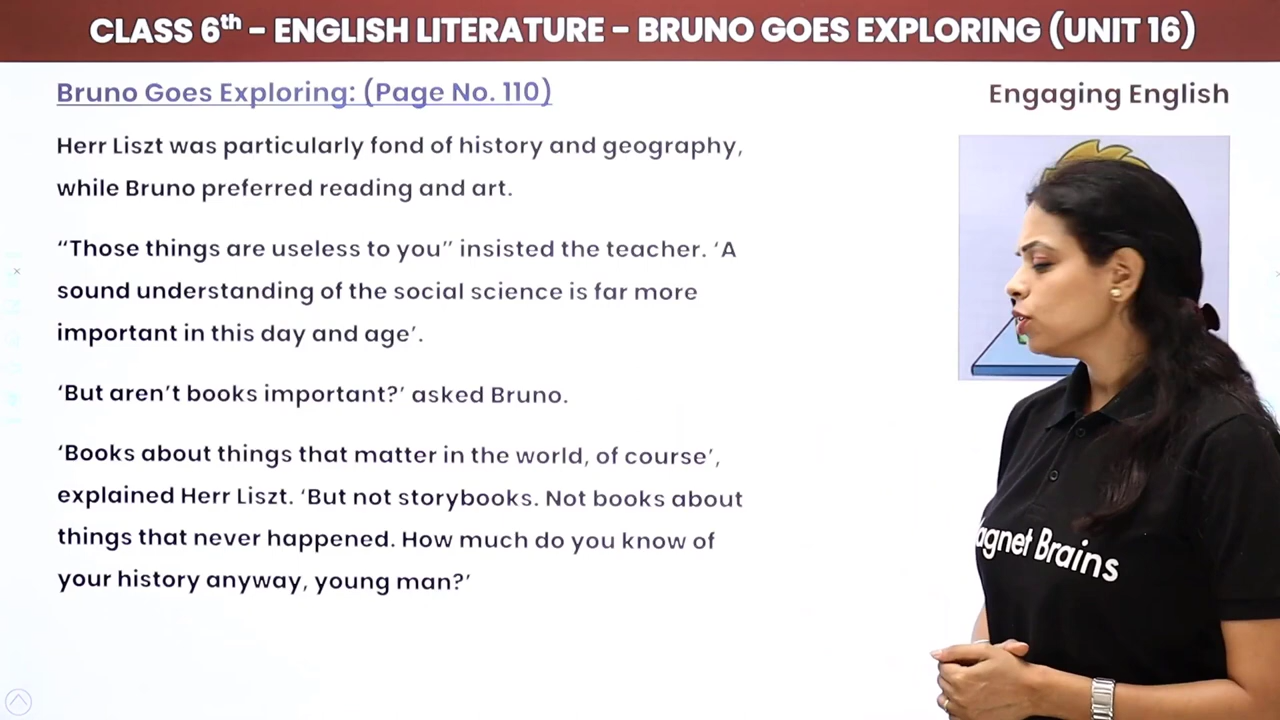 CLASS 6th – ENGLISH LITERATURE – BRUNO GOES EXPLORING (UNIT 16)
Bruno Goes Exploring: (Page No. 110)
Engaging English
Herr Liszt was particularly fond of history and geography,
while Bruno preferred reading and art.
“Those things are useless to you” insisted the teacher. ‘A
sound understanding of the social science is far more
important in this day and age’.
‘But aren’t books important?’ asked Bruno.
‘Books about things that matter in the world, of course’,
explained Herr Liszt. ‘But not storybooks. Not books about
things that never happened. How much do you know of
your history anyway, young man?’
agnet Brains